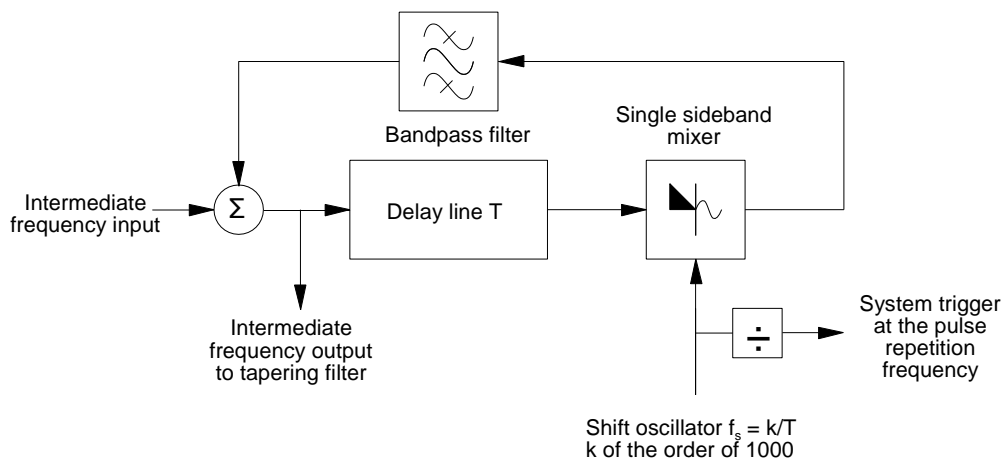 Bandpass filter
Single sideband
mixer
Intermediate
frequency input
Σ
Delay line T
Intermediate
frequency output
to tapering filter
÷
System trigger
at the pulse
repetition
frequency
Shift oscillator fs = k/T
k of the order of 1000